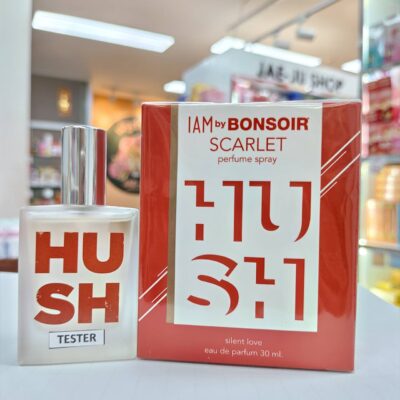 JAE-JU SHOP
HU
SH
TESTER
IAM by BONSOIR
SCARLET
perfume spray
HU
SH
silent love
eau de parfum 30 ml.